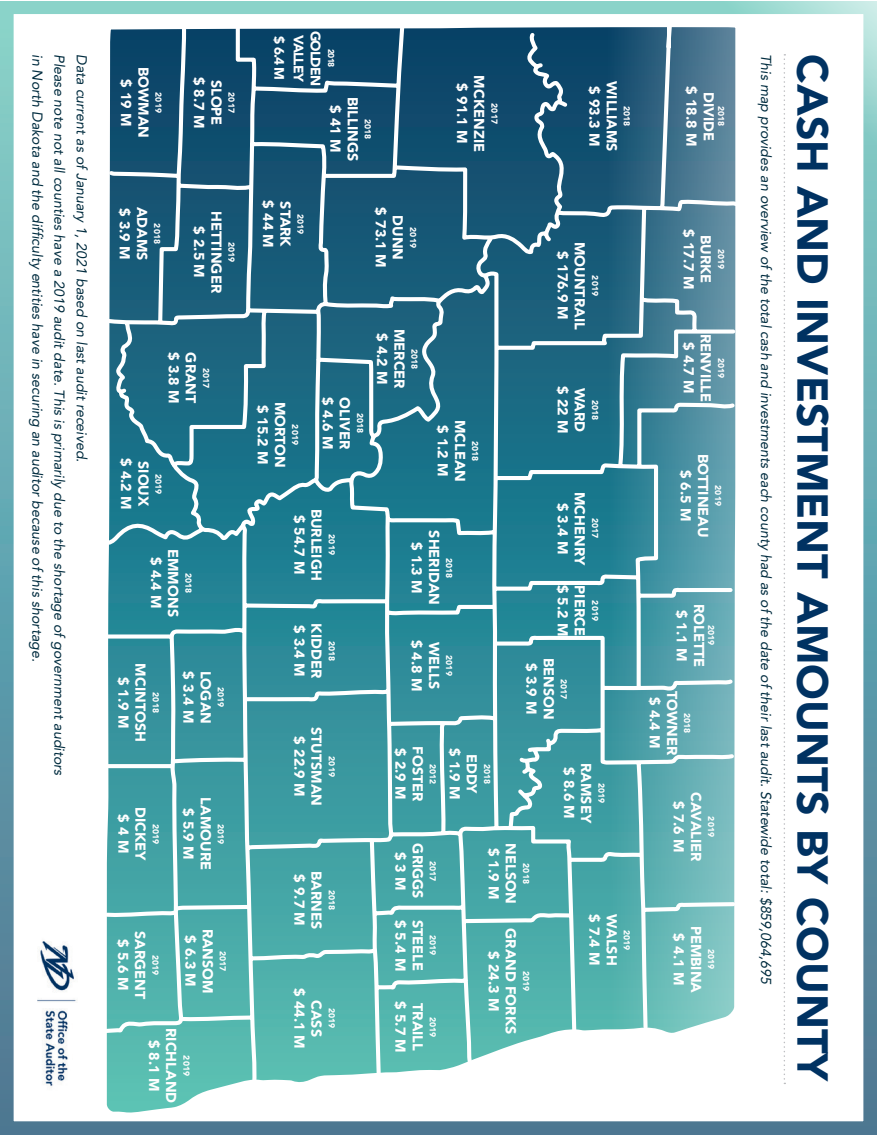 CASH AND INVESTMENT AMOUNTS BY COUNTY
This map provides an overview of the total cash and investments each county had as of the date of their last audit. Statewide total: $859,064,695
2018
DIVIDE
$ 18.8 M
2019
BURKE
$ 17.7 M
2019
RENVILLE
$ 4.7 M
2019
BOTTINEAU
$ 6.5 M
2019
ROLETTE
$ 1.1 M
2018
TOWNER
$ 4.4 M
2019
CAVALIER
$ 7.6 M
2019
PEMBINA
$ 4.1 M
2018
WILLIAMS
$ 93.3 M
2019
MOUNTRAIL
$ 176.9 M
2018
WARD
$ 22 M
2017
MCHENRY
$ 3.4 M
2019
PIERCE
$ 5.2 M
2017
BENSON
$ 3.9 M
2019
RAMSEY
$ 8.6 M
2019
WALSH
$ 7.4 M
2017
MCKENZIE
$ 91.1 M
2019
DUNN
$ 73.1 M
2018
MERCER
$ 4.2 M
2018
MCLEAN
$ 1.2 M
2018
SHERIDAN
$ 1.3 M
2019
WELLS
$ 4.8 M
2018
EDDY
$ 1.9 M
2012
FOSTER
$ 2.9 M
2018
NELSON
$ 1.9 M
2019
GRAND FORKS
$ 24.3 M
2017
GRIGGS
$ 3 M
2019
STEELE
$ 5.4 M
2019
TRAILL
$ 5.7 M
2018
GOLDEN
VALLEY
$ 6.4 M
2018
BILLINGS
$ 41 M
2019
STARK
$ 44 M
2018
OLIVER
$ 4.6 M
2019
MORTON
$ 15.2 M
2019
BURLEIGH
$ 54.7 M
2018
KIDDER
$ 3.4 M
2019
STUTSMAN
$ 22.9 M
2018
BARNES
$ 9.7 M
2019
CASS
$ 44.1 M
2017
SLOPE
$ 8.7 M
2019
HETTINGER
$ 2.5 M
2017
GRANT
$ 3.8 M
2019
SIOUX
$ 4.2 M
2018
EMMONS
$ 4.4 M
2019
LOGAN
$ 3.4 M
2019
LAMOURE
$ 5.9 M
2017
RANSOM
$ 6.3 M
2019
RICHLAND
$ 8.1 M
2019
BOWMAN
$ 19 M
2018
ADAMS
$ 3.9 M
2018
MCINTOSH
$ 1.9 M
2019
DICKEY
$ 4 M
2019
SARGENT
$ 5.6 M
Data current as of January 1, 2021 based on last audit received.
Please note not all counties have a 2019 audit date. This is primarily due to the shortage of government auditors
in North Dakota and the difficulty entities have in securing an auditor because of this shortage.
ND
Office of the
State Auditor